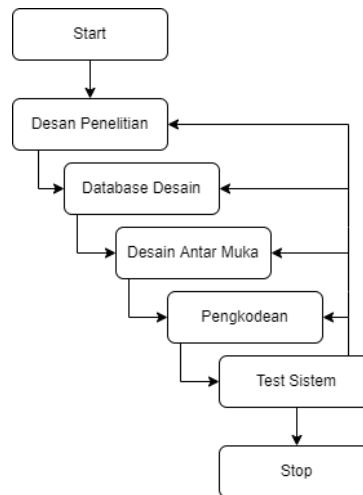 Start
Desan Penelitian
Database Desain
Desain Antar Muka
Pengkodean
Test Sistem
Stop